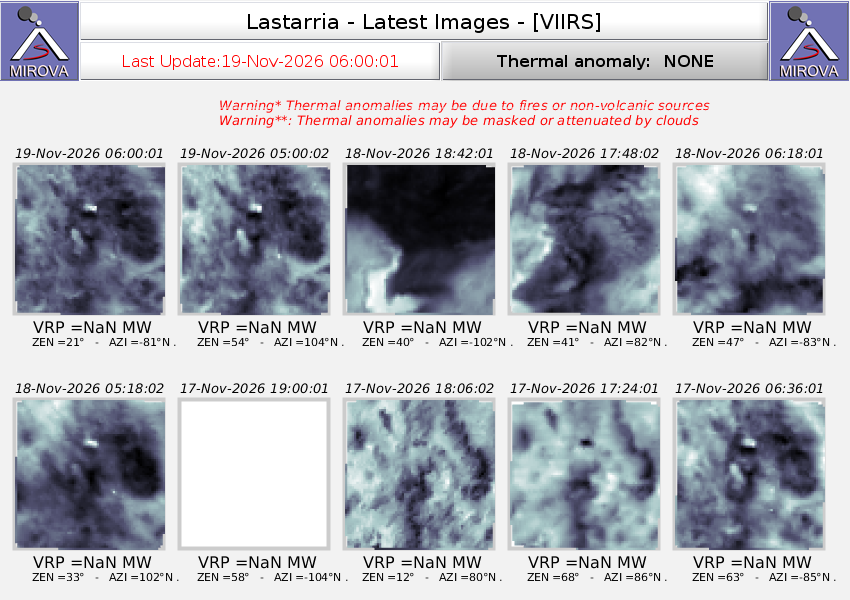 Lastarria - Latest Images - [VIIRS]
MIROVA
Last Update:19-Nov-2026 06:00:01
Thermal anomaly: NONE
MIROVA
Warning* Thermal anomalies may be due to fires or non-volcanic sources
Warning**: Thermal anomalies may be masked or attenuated by clouds
19-Nov-2026 06:00:01
19-Nov-2026 05:00:02
18-Nov-2026 18:42:01
18-Nov-2026 17:48:02
18-Nov-2026 06:18:01
VRP =NaN MW
VRP =NaN MW
VRP =NaN MW
VRP =NaN MW
VRP =NaN MW
ZEN =21° - AZI =-81°N .
ZEN =54° - AZI =104°N .
ZEN =40° - AZI =-102°N .
ZEN =41° - AZI =82°N .
ZEN =47° - AZI =-83°N .
18-Nov-2026 05:18:02
17-Nov-2026 19:00:01
17-Nov-2026 18:06:02
17-Nov-2026 17:24:01
17-Nov-2026 06:36:01
VRP =NaN MW
VRP =NaN MW
VRP =NaN MW
VRP =NaN MW
VRP =NaN MW
ZEN =33° - AZI =102°N .
ZEN =58° - AZI =-104°N .
ZEN =12° - AZI =80°N .
ZEN =68° - AZI =86°N .
ZEN =63° - AZI =-85°N .